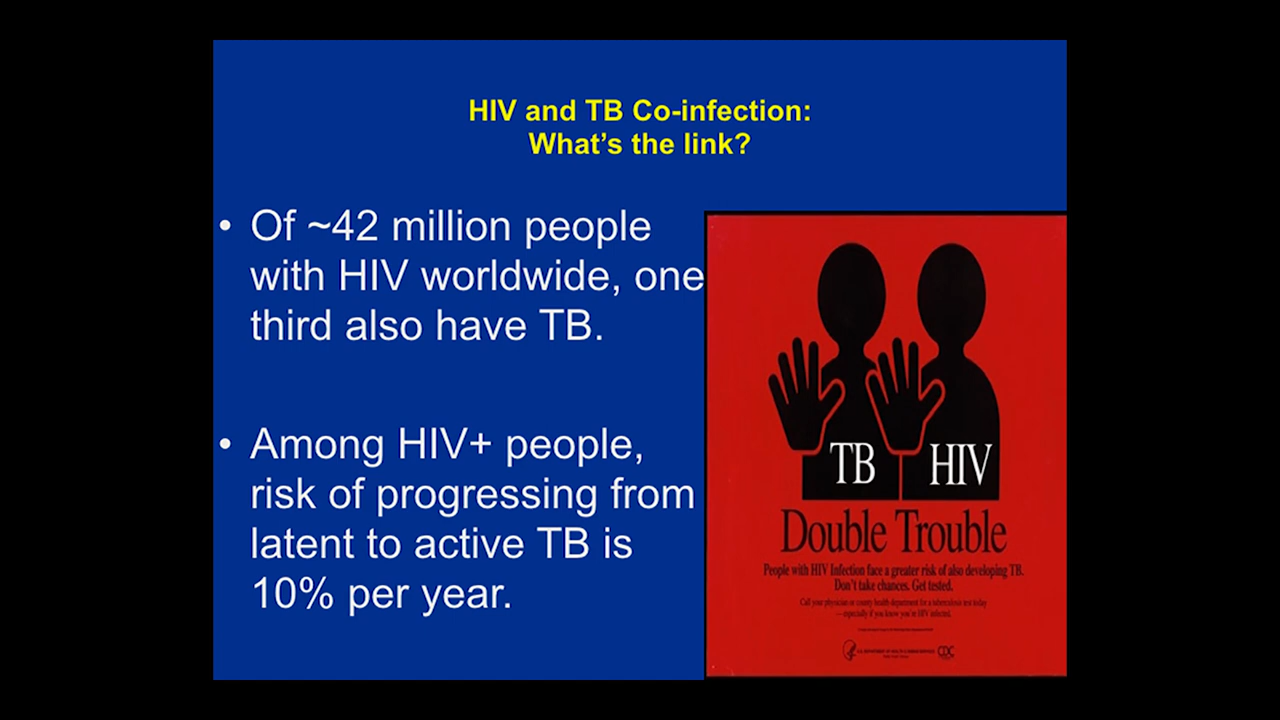 HIV and TB Co-infection:
What's the link?
• Of ~42 million people
with HIV worldwide, one
third also have TB.
• Among HIV+ people,
risk of progressing from
latent to active TB is
10% per year.
TB HIV
Double Trouble
People with HIV Infection face a greater risk of also developing TB.
Don't take chances. Get tested.
Call your physician or county health department for a tuberculosis test today
—especially if you know you're HIV infected.
CDC